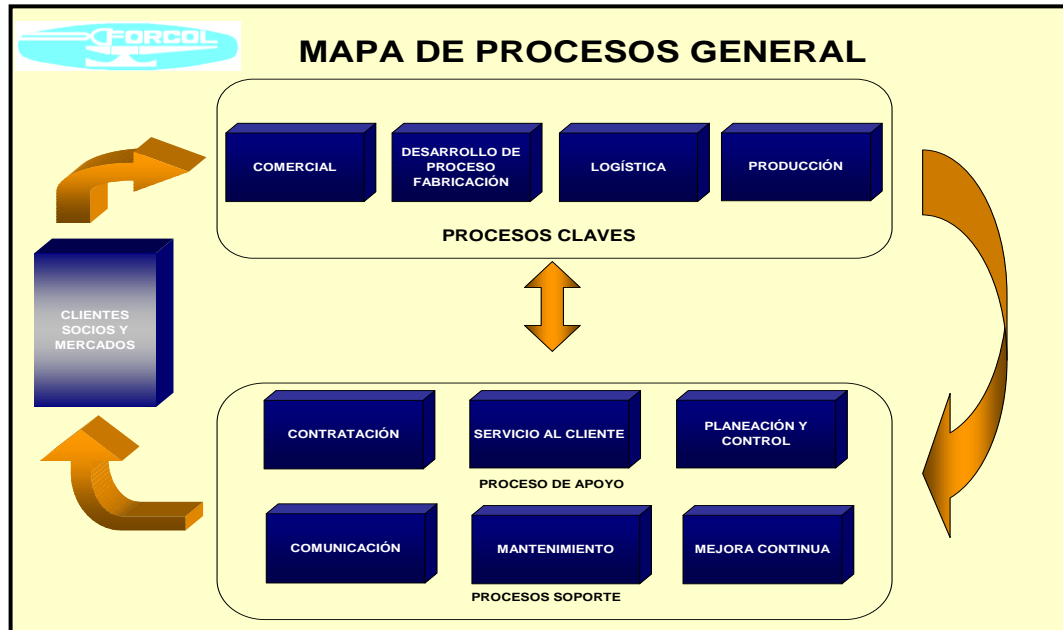 FORCOL
MAPA DE PROCESOS GENERAL
COMERCIAL
DESARROLLO DE
PROCESO
FABRICACIÓN
LOGÍSTICA
PRODUCCIÓN
PROCESOS CLAVES
CLIENTES
SOCIOS Y
MERCADOS
CONTRATACIÓN
SERVICIO AL CLIENTE
PLANEACIÓN Y
CONTROL
PROCESO DE APOYO
COMUNICACIÓN
MANTENIMIENTO
MEJORA CONTINUA
PROCESOS SOPORTE